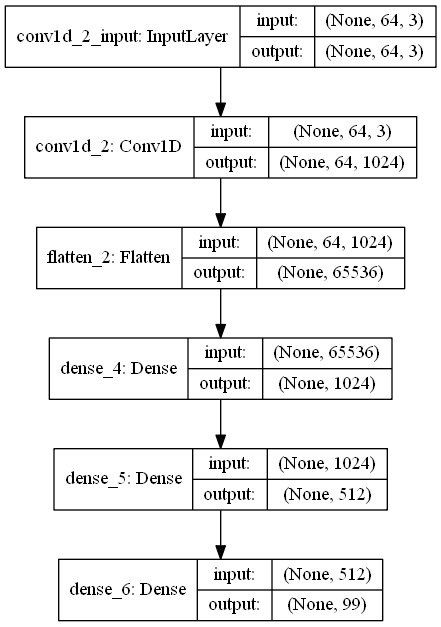 conv1d_2_input: InputLayer
input: (None, 64, 3)
output: (None, 64, 3)
conv1d_2: Conv1D
input: (None, 64, 3)
output: (None, 64, 1024)
flatten_2: Flatten
input: (None, 64, 1024)
output: (None, 65536)
dense_4: Dense
input: (None, 65536)
output: (None, 1024)
dense_5: Dense
input: (None, 1024)
output: (None, 512)
dense_6: Dense
input: (None, 512)
output: (None, 99)